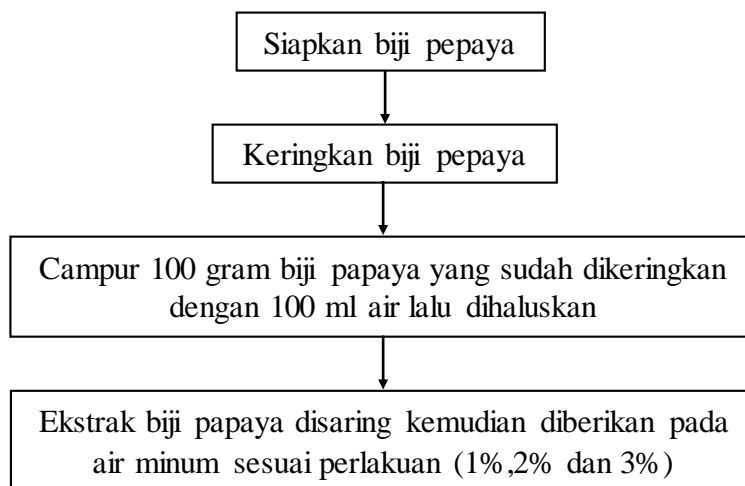 Siapkan biji pepaya
Keringkan biji pepaya
Campur 100 gram biji papaya yang sudah dikeringkan
dengan 100 ml air lalu dihaluskan
Ekstrak biji papaya disaring kemudian diberikan pada
air minum sesuai perlakuan (1%,2% dan 3%)